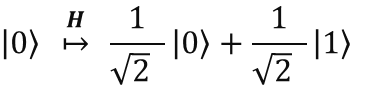 |0⟩ H↦ 1/√2 |0⟩ + 1/√2 |1⟩